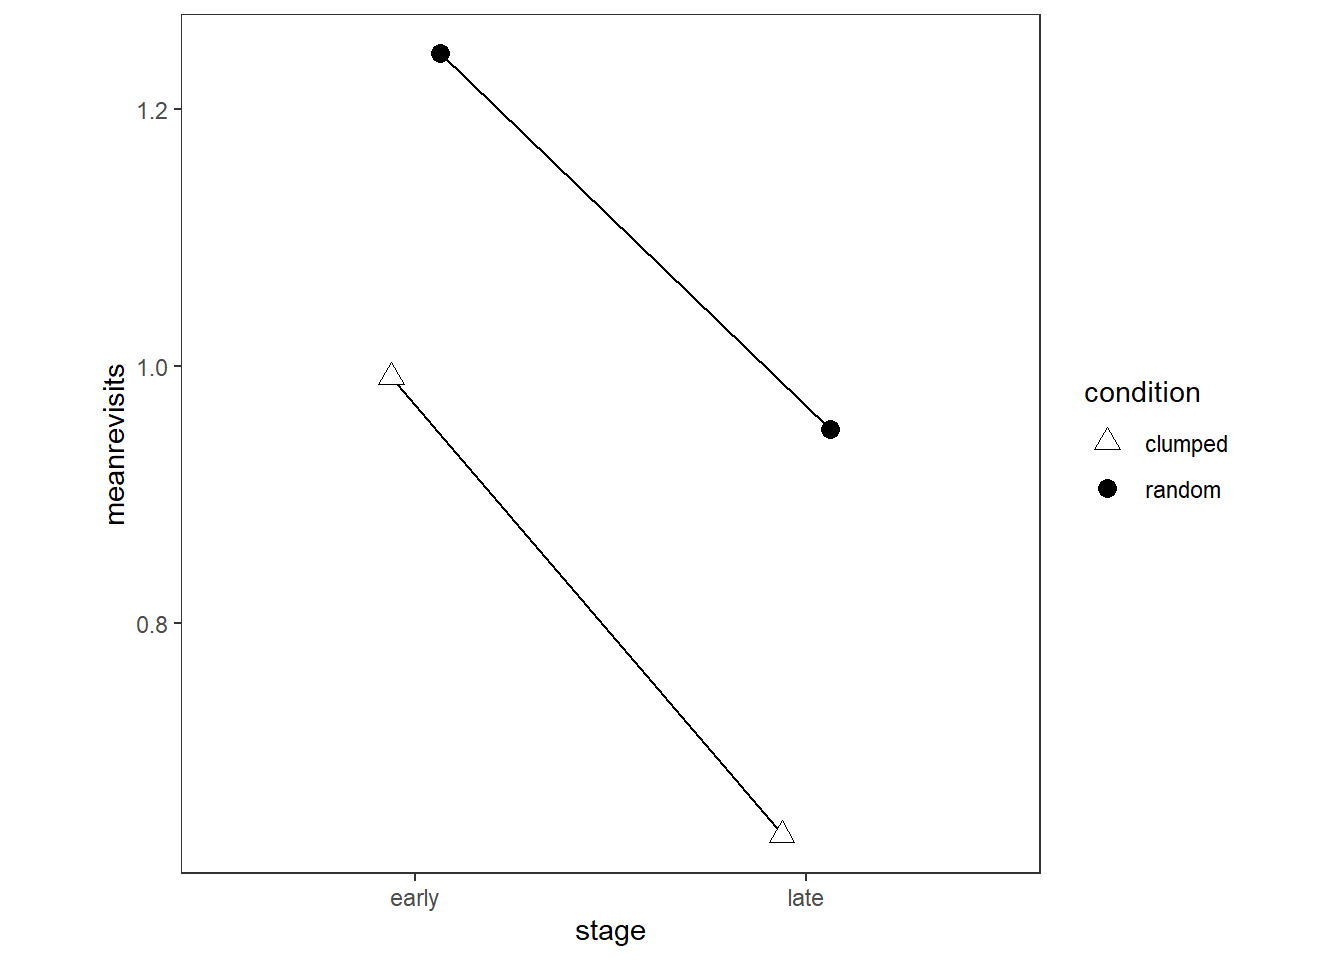 meanrevisits
1.2
1.0
0.8
early
late
stage
condition
clumped
random